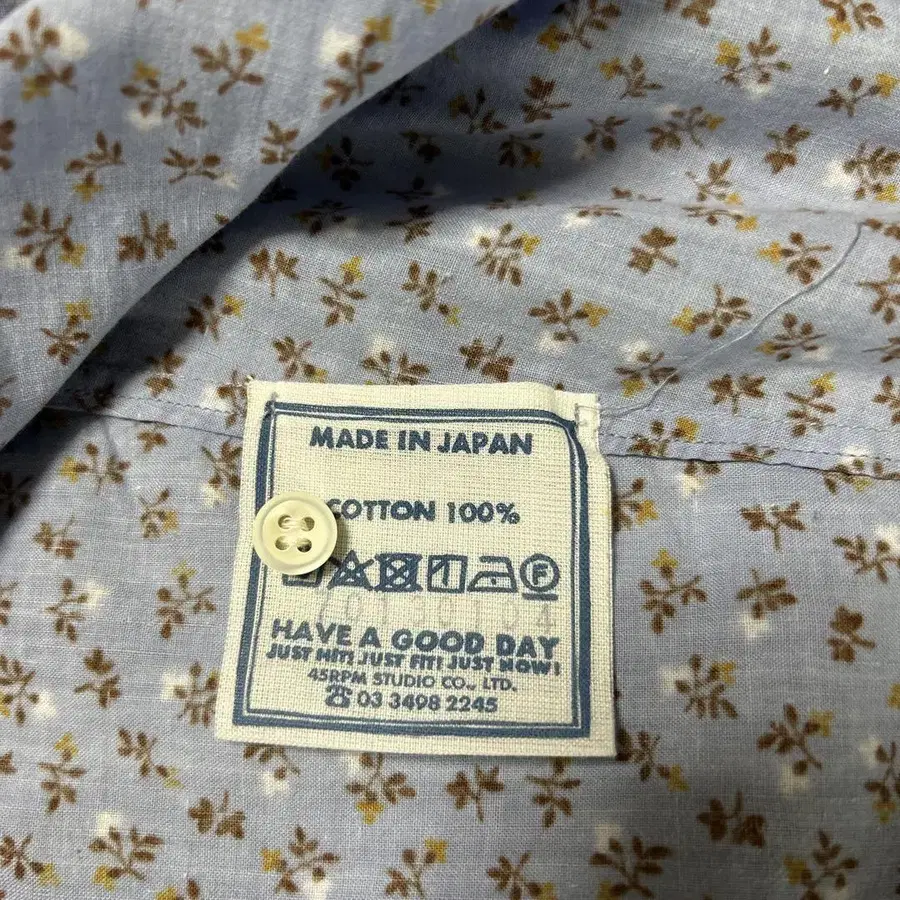 MADE IN JAPAN
COTTON 100%
F
HAVE A GOOD DAY
JUST HIT! JUST FIT! JUST NOW!
45RPM STUDIO CO., LTD.
☎ 03 3498 2245